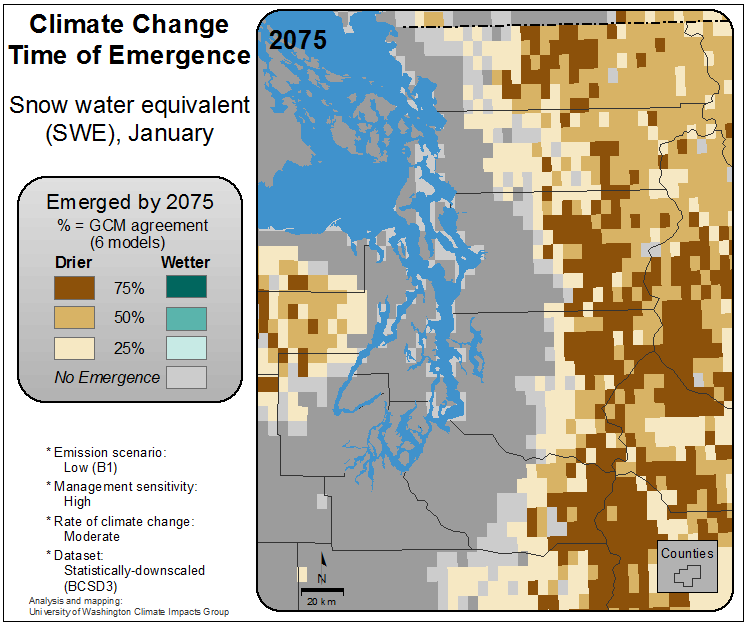 Climate Change
Time of Emergence
Snow water equivalent
(SWE), January
Emerged by 2075
% = GCM agreement
(6 models)
Drier Wetter
75%
50%
25%
No Emergence
* Emission scenario:
Low (B1)
* Management sensitivity:
High
* Rate of climate change:
Moderate
* Dataset:
Statistically-downscaled
(BCSD3)
Analysis and mapping:
University of Washington Climate Impacts Group
2075
N
20 km
Counties